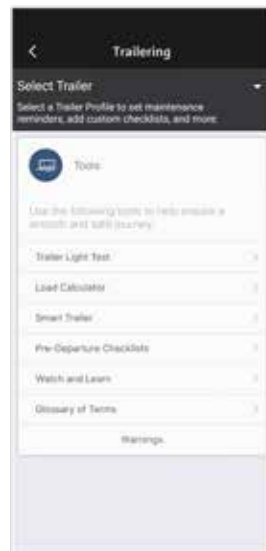 Trailering
Select Trailer
Select a Trailer Profile to set maintenance
reminders, add custom checklists, and more.
Tools
Use the following tools to help ensure a
smooth and safe journey.
Trailer Light Test
Load Calculator
Smart Trailer
Pre-Departure Checklists
Watch and Learn
Glossary of Terms
Warnings